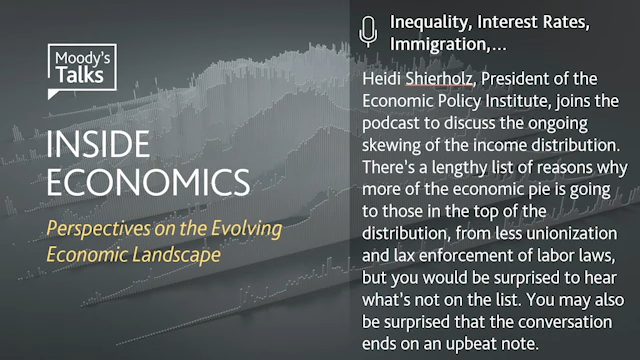 Moody's
Talks
INSIDE
ECONOMICS
Perspectives on the Evolving
Economic Landscape
Inequality, Interest Rates,
Immigration,...
Heidi Shierholz, President of the
Economic Policy Institute, joins the
podcast to discuss the ongoing
skewing of the income distribution.
There's a lengthy list of reasons why
more of the economic pie is going
to those in the top of the
distribution, from less unionization
and lax enforcement of labor laws,
but you would be surprised to hear
what's not on the list. You may also
be surprised that the conversation
ends on an upbeat note.